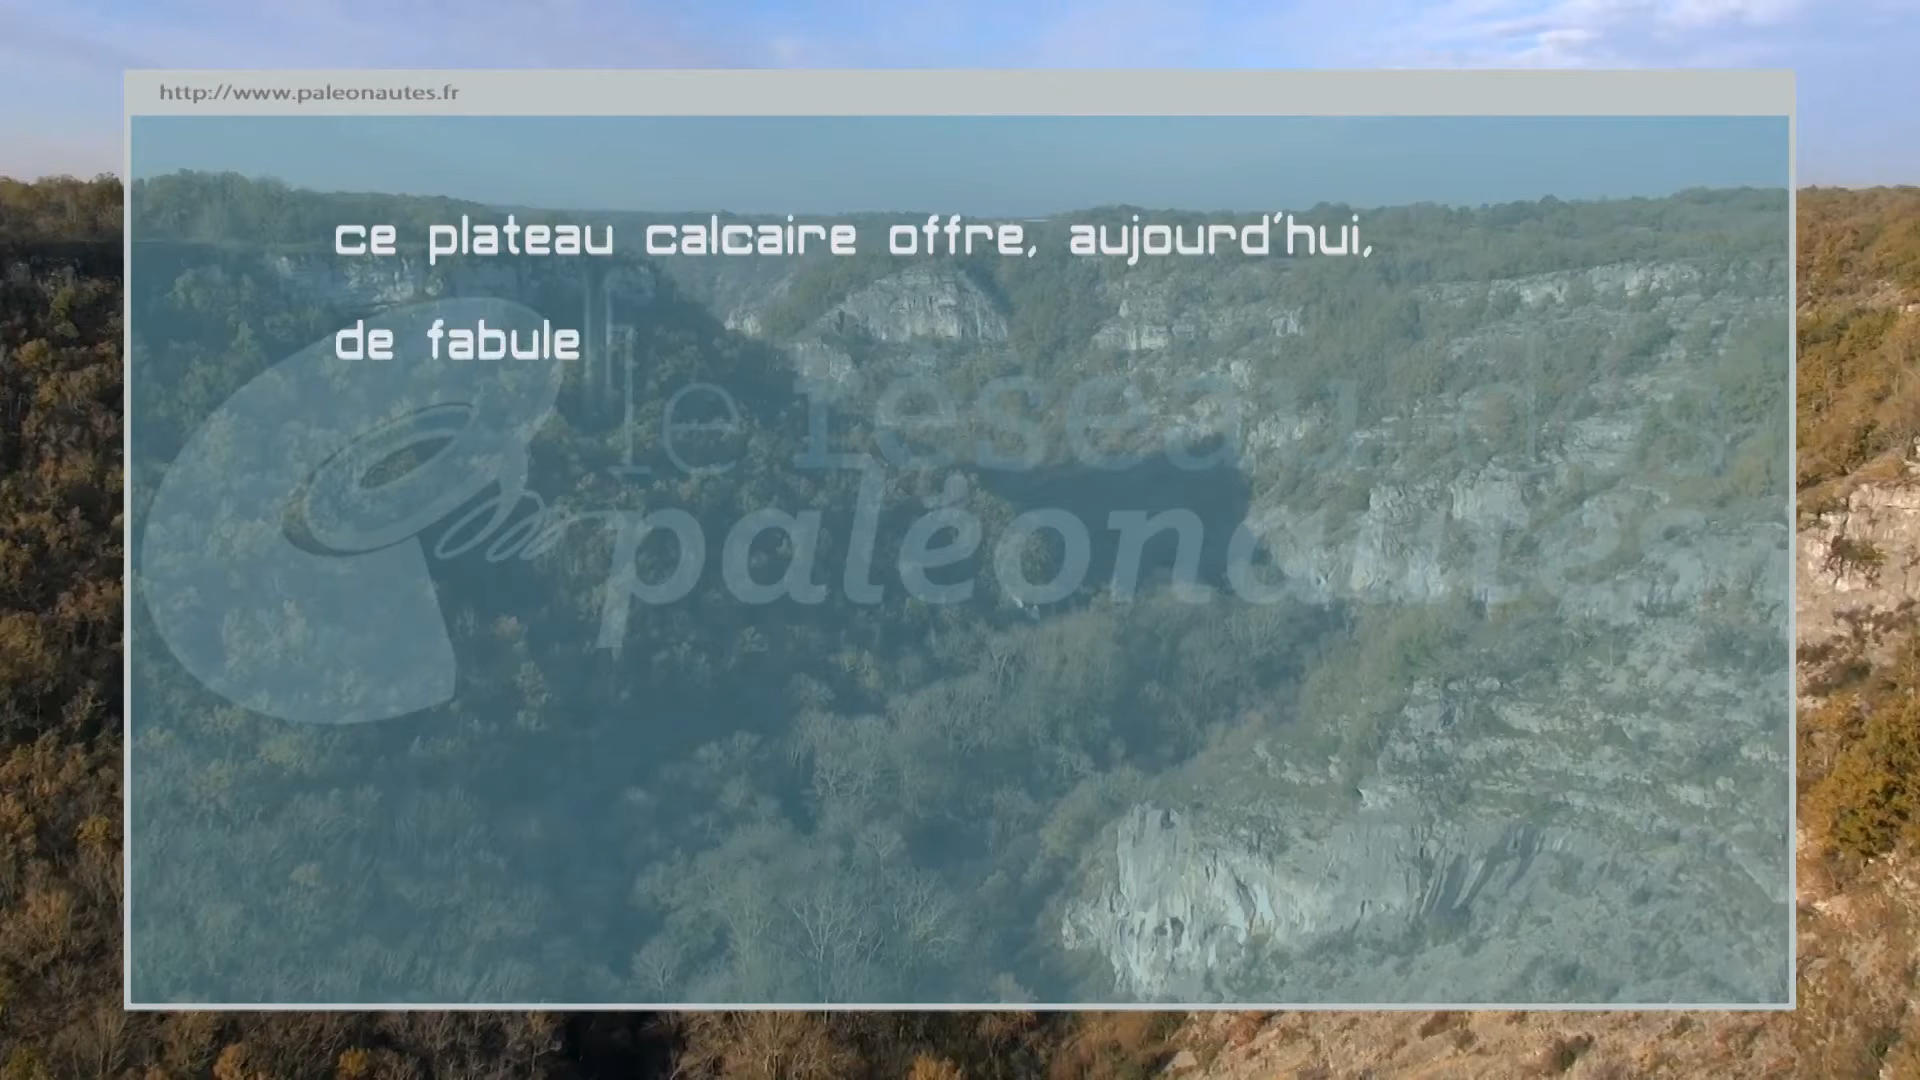 http://www.paleonautes.fr
ce plateau calcaire offre, aujourd'hui,
de fabule
le réseau des
paléonautes